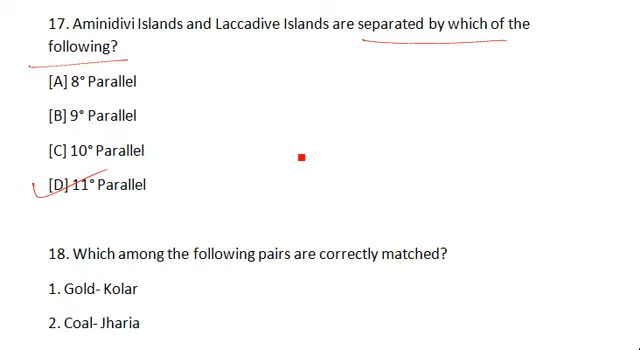 17. Aminidivi Islands and Laccadive Islands are separated by which of the
following?
[A] 8° Parallel
[B] 9° Parallel
[C] 10° Parallel
[D] 11° Parallel
18. Which among the following pairs are correctly matched?
1. Gold- Kolar
2. Coal- Jharia